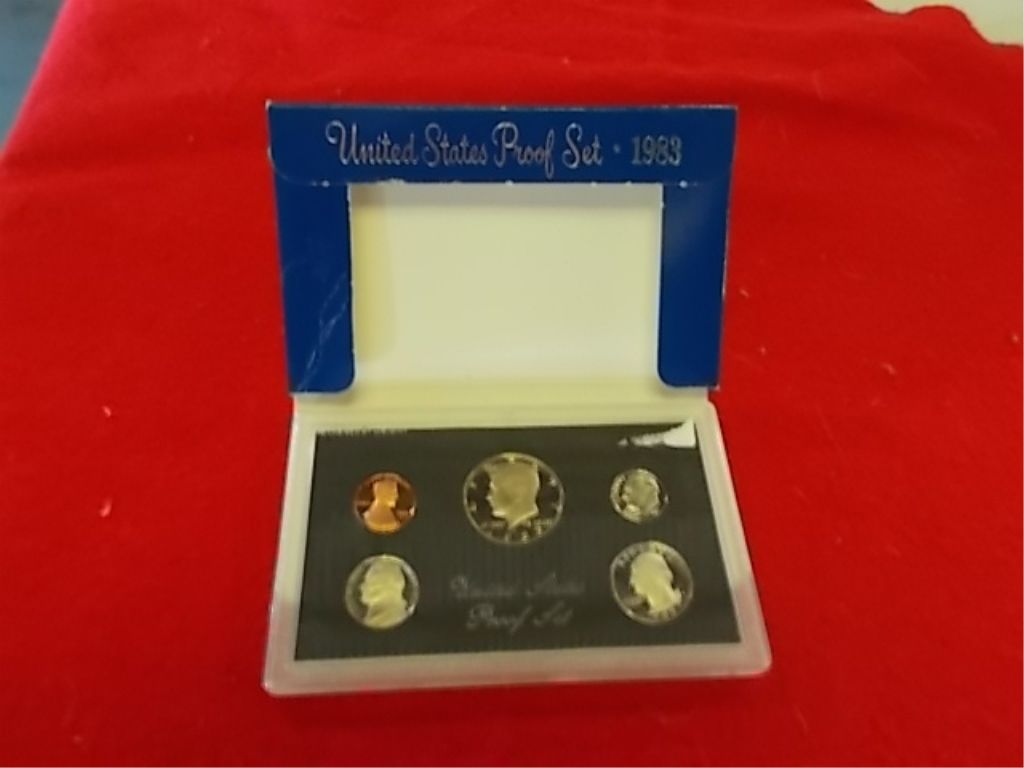 United States Proof Set · 1983
United States
Proof Set